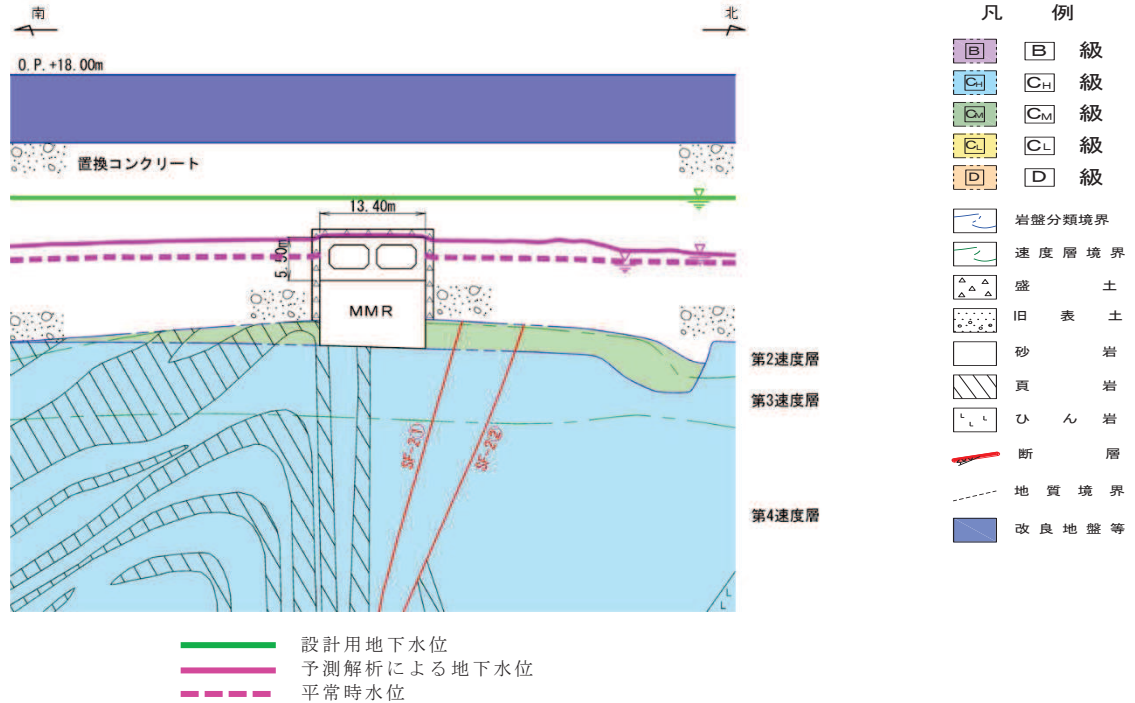 南
北
O.P.+18.00m
置換コンクリート
13.40m
5.50m
MMR
SF-2①
SF-2②
第2速度層
第3速度層
第4速度層
L
L
凡 例
B B 級
CH CH 級
CM CM 級
CL CL 級
D D 級
岩盤分類境界
速度層境界
盛土
旧表土
砂岩
頁岩
L L L ひん岩
断層
地質境界
改良地盤等
設計用地下水位
予測解析による地下水位
平常時水位